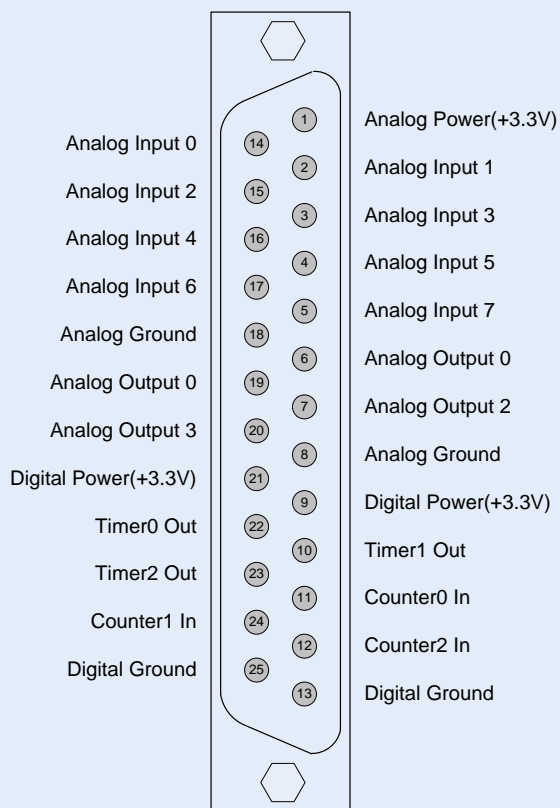 1 Analog Power(+3.3V)
Analog Input 0 14
2 Analog Input 1
Analog Input 2 15
3 Analog Input 3
Analog Input 4 16
4 Analog Input 5
Analog Input 6 17
5 Analog Input 7
Analog Ground 18
6 Analog Output 0
Analog Output 0 19
7 Analog Output 2
Analog Output 3 20
8 Analog Ground
Digital Power(+3.3V) 21
9 Digital Power(+3.3V)
Timer0 Out 22
10 Timer1 Out
Timer2 Out 23
11 Counter0 In
Counter1 In 24
12 Counter2 In
Digital Ground 25
13 Digital Ground